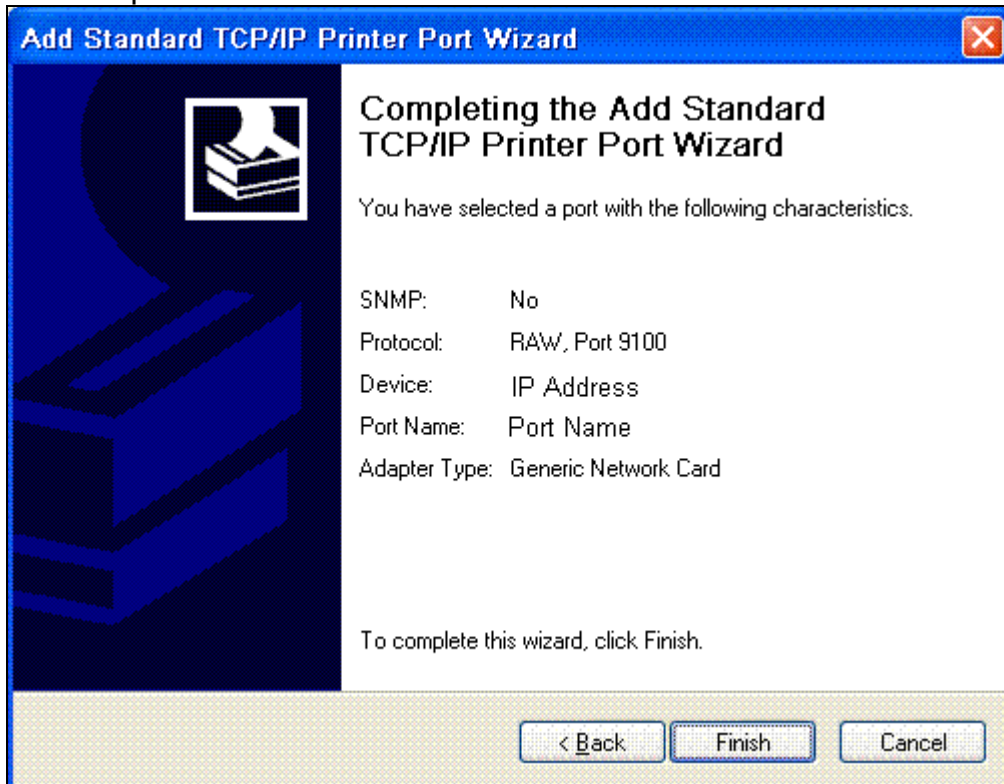 Add Standard TCP/IP Printer Port Wizard
Completing the Add Standard
TCP/IP Printer Port Wizard
You have selected a port with the following characteristics.
SNMP: No
Protocol: RAW, Port 9100
Device: IP Address
Port Name: Port Name
Adapter Type: Generic Network Card
To complete this wizard, click Finish.
< Back Finish Cancel